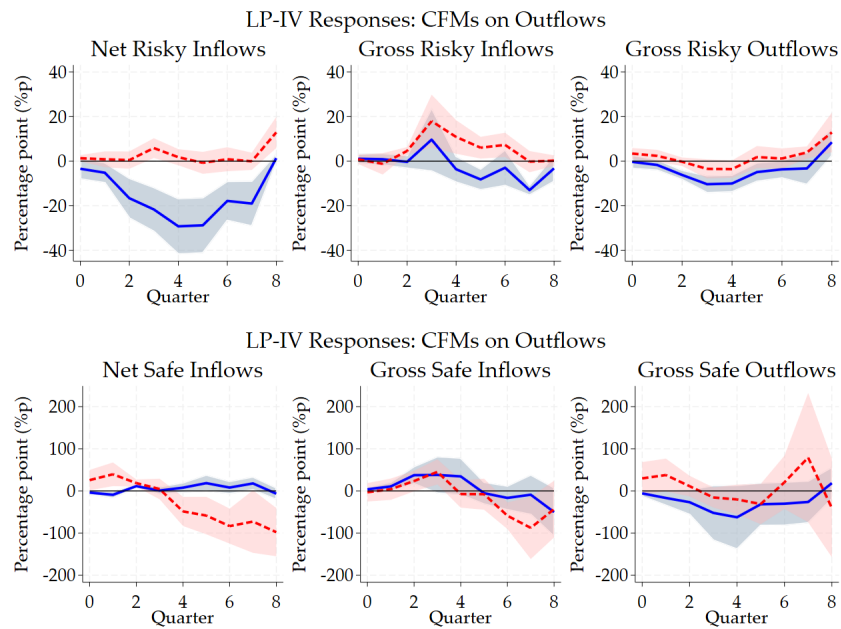 LP-IV Responses: CFMs on Outflows
Net Risky Inflows
Percentage point (%p)
40
20
0
-20
-40
0 2 4 6 8
Quarter
Gross Risky Inflows
Percentage point (%p)
40
20
0
-20
-40
0 2 4 6 8
Quarter
Gross Risky Outflows
Percentage point (%p)
40
20
0
-20
-40
0 2 4 6 8
Quarter
LP-IV Responses: CFMs on Outflows
Net Safe Inflows
Percentage point (%p)
200
100
0
-100
-200
0 2 4 6 8
Quarter
Gross Safe Inflows
Percentage point (%p)
200
100
0
-100
-200
0 2 4 6 8
Quarter
Gross Safe Outflows
Percentage point (%p)
200
100
0
-100
-200
0 2 4 6 8
Quarter